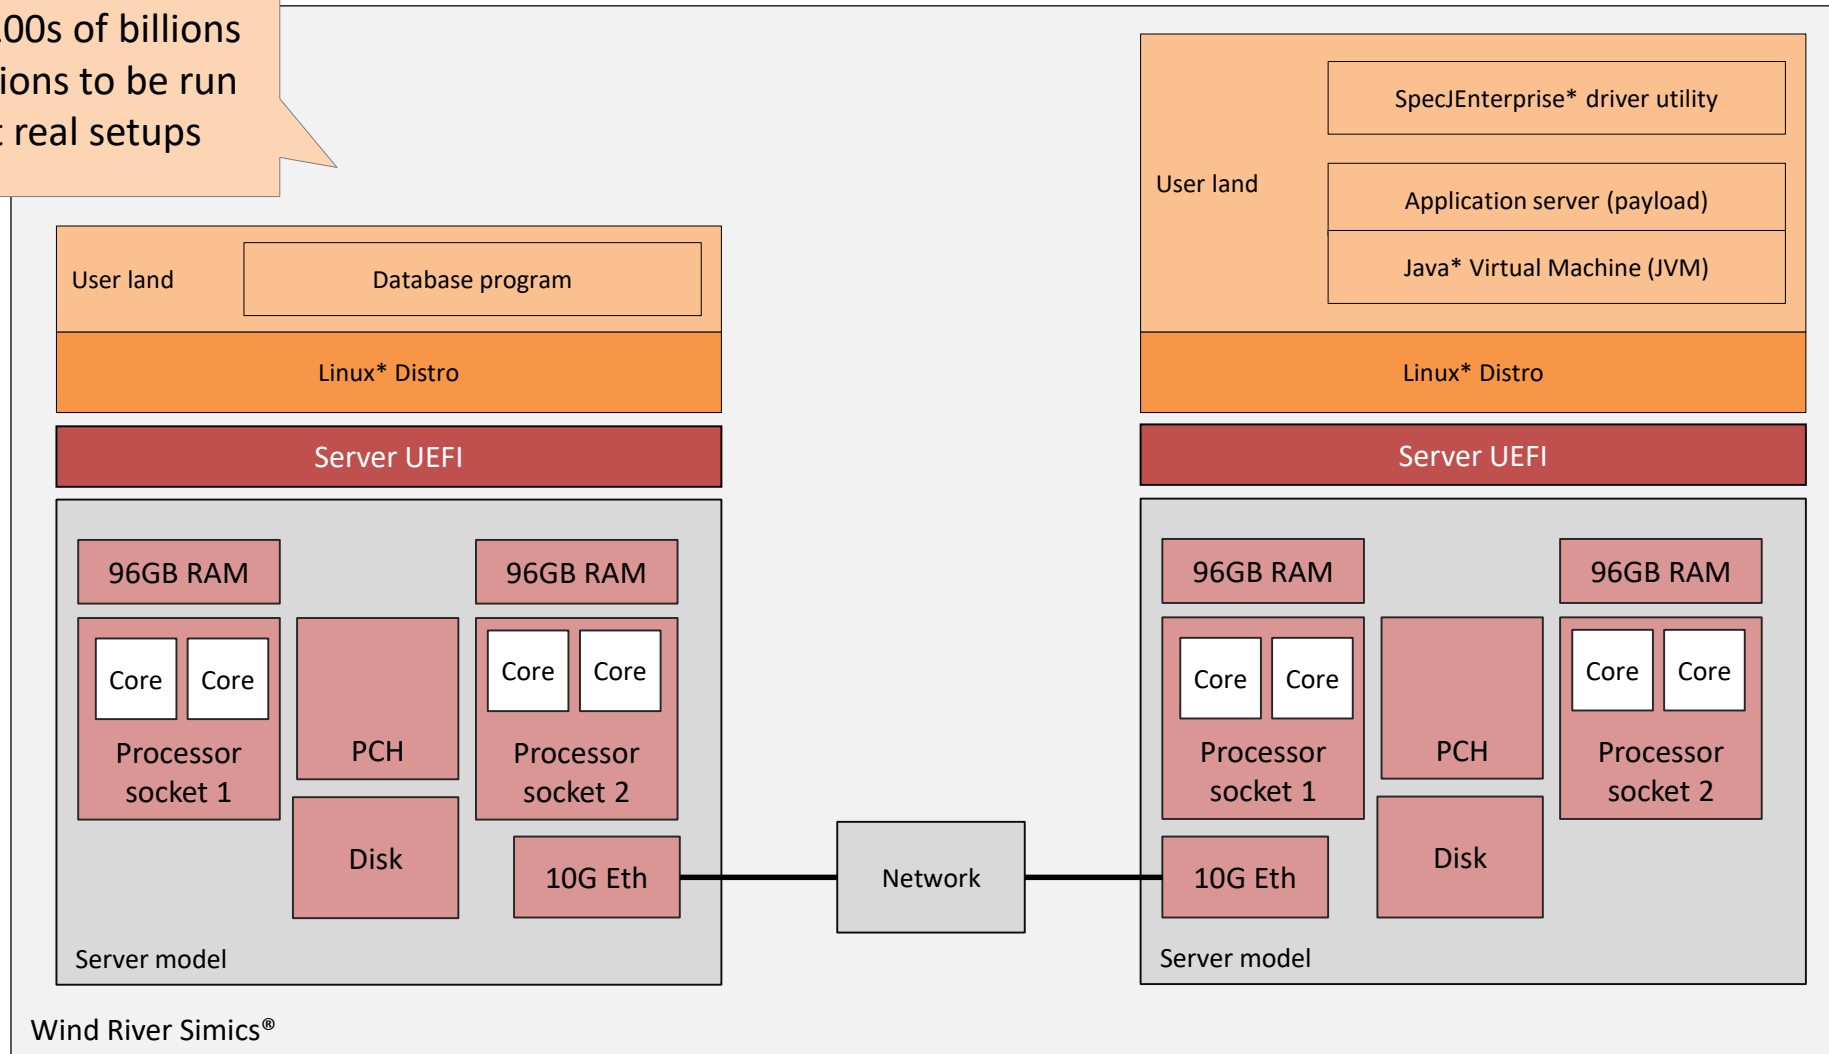 00s of billions
ions to be run
real setups
SpecJEnterprise* driver utility
User land
Application server (payload)
Java* Virtual Machine (JVM)
User land
Database program
Linux* Distro
Linux* Distro
Server UEFI
Server UEFI
96GB RAM
96GB RAM
96GB RAM
96GB RAM
Core
Core
Core
Core
Core
Core
Core
Core
Processor
socket 1
PCH
Processor
socket 2
Processor
socket 1
PCH
Processor
socket 2
Disk
10G Eth
Network
10G Eth
Disk
Server model
Server model
Wind River Simics®